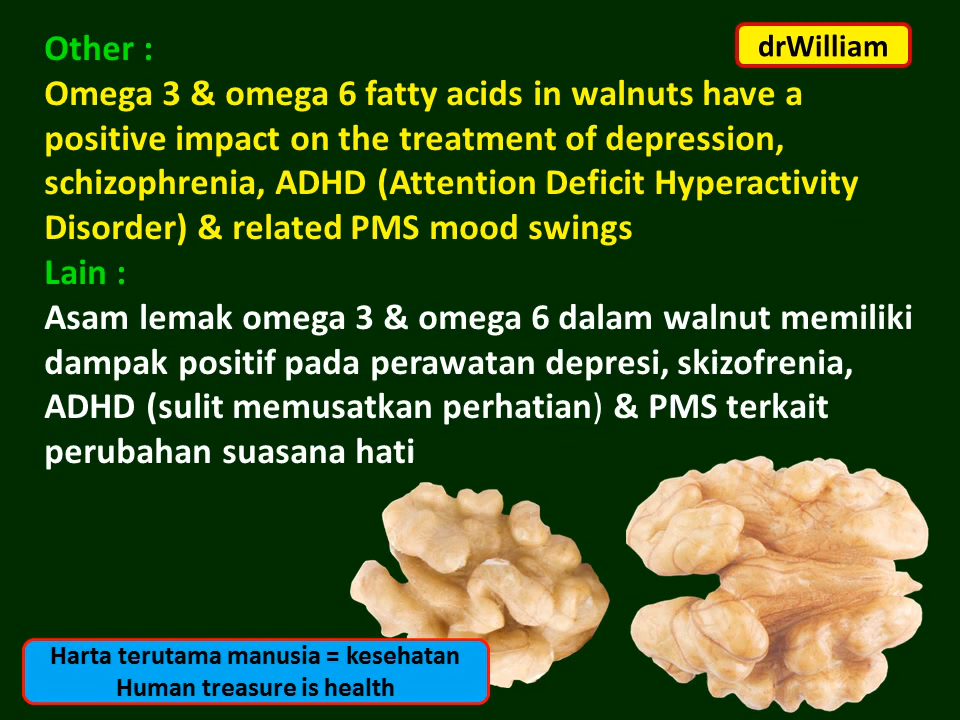 Other :
drWilliam
Omega 3 & omega 6 fatty acids in walnuts have a
positive impact on the treatment of depression,
schizophrenia, ADHD (Attention Deficit Hyperactivity
Disorder) & related PMS mood swings
Lain :
Asam lemak omega 3 & omega 6 dalam walnut memiliki
dampak positif pada perawatan depresi, skizofrenia,
ADHD (sulit memusatkan perhatian) & PMS terkait
perubahan suasana hati
Harta terutama manusia = kesehatan
Human treasure is health